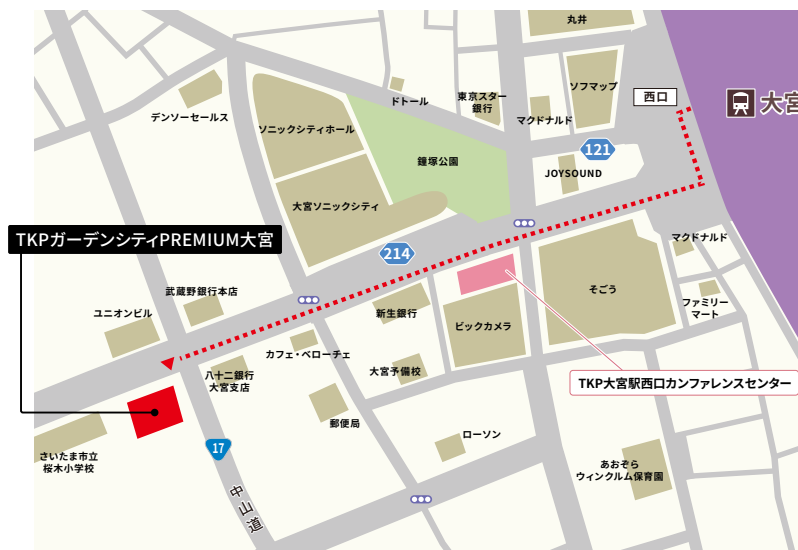 丸井
ソフマップ
西口
大宮
東京スター
銀行
ドトール
マクドナルド
デンソーセールス
ソニックシティホール
121
鐘塚公園
JOYSOUND
大宮ソニックシティ
TKPガーデンシティPREMIUM大宮
214
マクドナルド
そごう
武蔵野銀行本店
ユニオンビル
新生銀行
ビックカメラ
ファミリー
マート
カフェ・ベローチェ
大宮予備校
八十二銀行
大宮支店
TKP大宮駅西口カンファレンスセンター
郵便局
ローソン
17
さいたま市立
桜木小学校
あおぞら
ウィンクルム保育園
中山道